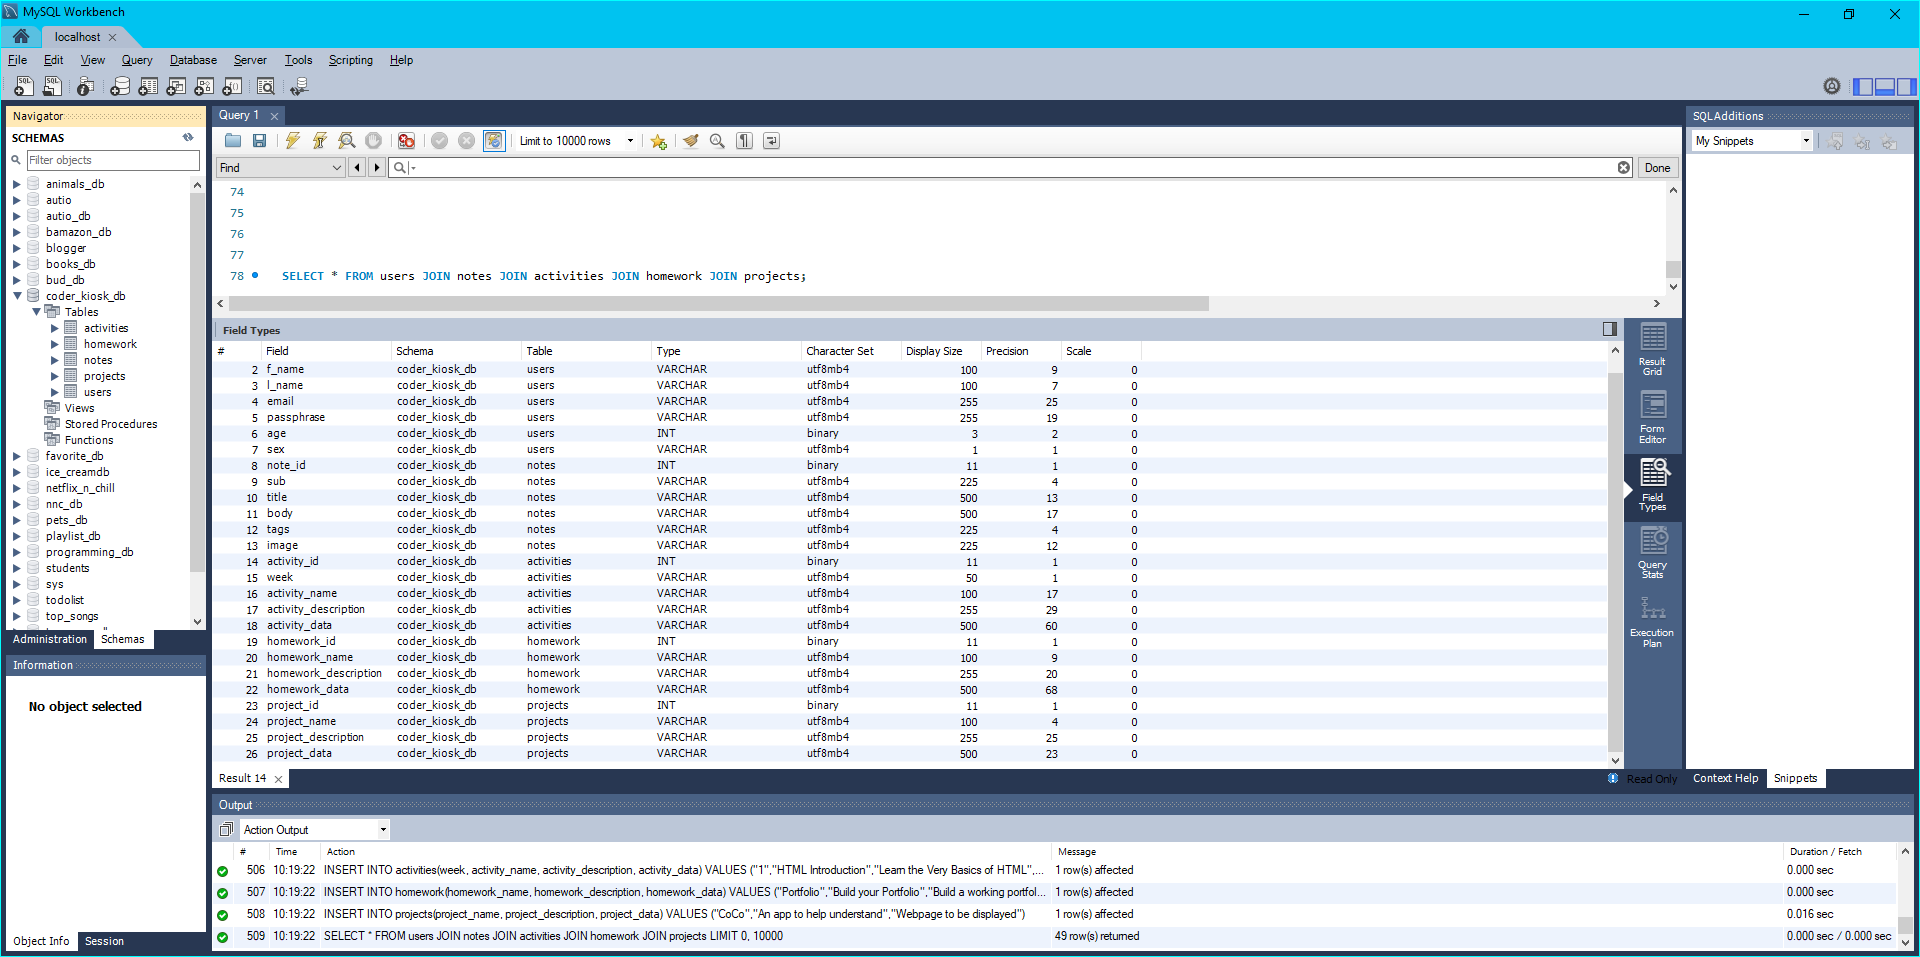 MySQL Workbench
localhost
File Edit View Query Database Server Tools Scripting Help
Navigator
SCHEMAS
Filter objects
animals_db
autio
autio_db
bamazon_db
blogger
books_db
bud_db
coder_kiosk_db
Tables
activities
homework
notes
projects
users
Views
Stored Procedures
Functions
favorite_db
ice_creamdb
netflix_n_chill
nnc_db
pets_db
playlist_db
programming_db
students
sys
todolist
top_songs
Administration Schemas
Information
No object selected
Object Info Session
Query 1
Limit to 10000 rows
Find
Done
74
75
76
77
78 SELECT * FROM users JOIN notes JOIN activities JOIN homework JOIN projects;
Field Types
# Field Schema Table Type Character Set Display Size Precision Scale
2 f_name coder_kiosk_db users VARCHAR utf8mb4 100 9 0
3 l_name coder_kiosk_db users VARCHAR utf8mb4 100 7 0
4 email coder_kiosk_db users VARCHAR utf8mb4 255 25 0
5 passphrase coder_kiosk_db users VARCHAR utf8mb4 255 19 0
6 age coder_kiosk_db users INT binary 3 2 0
7 sex coder_kiosk_db users VARCHAR utf8mb4 1 1 0
8 note_id coder_kiosk_db notes INT binary 11 1 0
9 sub coder_kiosk_db notes VARCHAR utf8mb4 225 4 0
10 title coder_kiosk_db notes VARCHAR utf8mb4 500 13 0
11 body coder_kiosk_db notes VARCHAR utf8mb4 500 17 0
12 tags coder_kiosk_db notes VARCHAR utf8mb4 225 4 0
13 image coder_kiosk_db notes VARCHAR utf8mb4 225 12 0
14 activity_id coder_kiosk_db activities INT binary 11 1 0
15 week coder_kiosk_db activities VARCHAR utf8mb4 50 1 0
16 activity_name coder_kiosk_db activities VARCHAR utf8mb4 100 17 0
17 activity_description coder_kiosk_db activities VARCHAR utf8mb4 255 29 0
18 activity_data coder_kiosk_db activities VARCHAR utf8mb4 500 60 0
19 homework_id coder_kiosk_db homework INT binary 11 1 0
20 homework_name coder_kiosk_db homework VARCHAR utf8mb4 100 9 0
21 homework_description coder_kiosk_db homework VARCHAR utf8mb4 255 20 0
22 homework_data coder_kiosk_db homework VARCHAR utf8mb4 500 68 0
23 project_id coder_kiosk_db projects INT binary 11 1 0
24 project_name coder_kiosk_db projects VARCHAR utf8mb4 100 4 0
25 project_description coder_kiosk_db projects VARCHAR utf8mb4 255 25 0
26 project_data coder_kiosk_db projects VARCHAR utf8mb4 500 23 0
Result Grid
Form Editor
Field Types
Query Stats
Execution Plan
Result 14
Read Only
SQLAdditions
My Snippets
Context Help Snippets
Output
Action Output
# Time Action Message Duration / Fetch
506 10:19:22 INSERT INTO activities(week, activity_name, activity_description, activity_data) VALUES ("1","HTML Introduction","Learn the Very Basics of HTML",... 1 row(s) affected 0.000 sec
507 10:19:22 INSERT INTO homework(homework_name, homework_description, homework_data) VALUES ("Portfolio","Build your Portfolio","Build a working portfol... 1 row(s) affected 0.000 sec
508 10:19:22 INSERT INTO projects(project_name, project_description, project_data) VALUES ("CoCo","An app to help understand","Webpage to be displayed") 1 row(s) affected 0.016 sec
509 10:19:22 SELECT * FROM users JOIN notes JOIN activities JOIN homework JOIN projects LIMIT 0, 10000 49 row(s) returned 0.000 sec / 0.000 sec